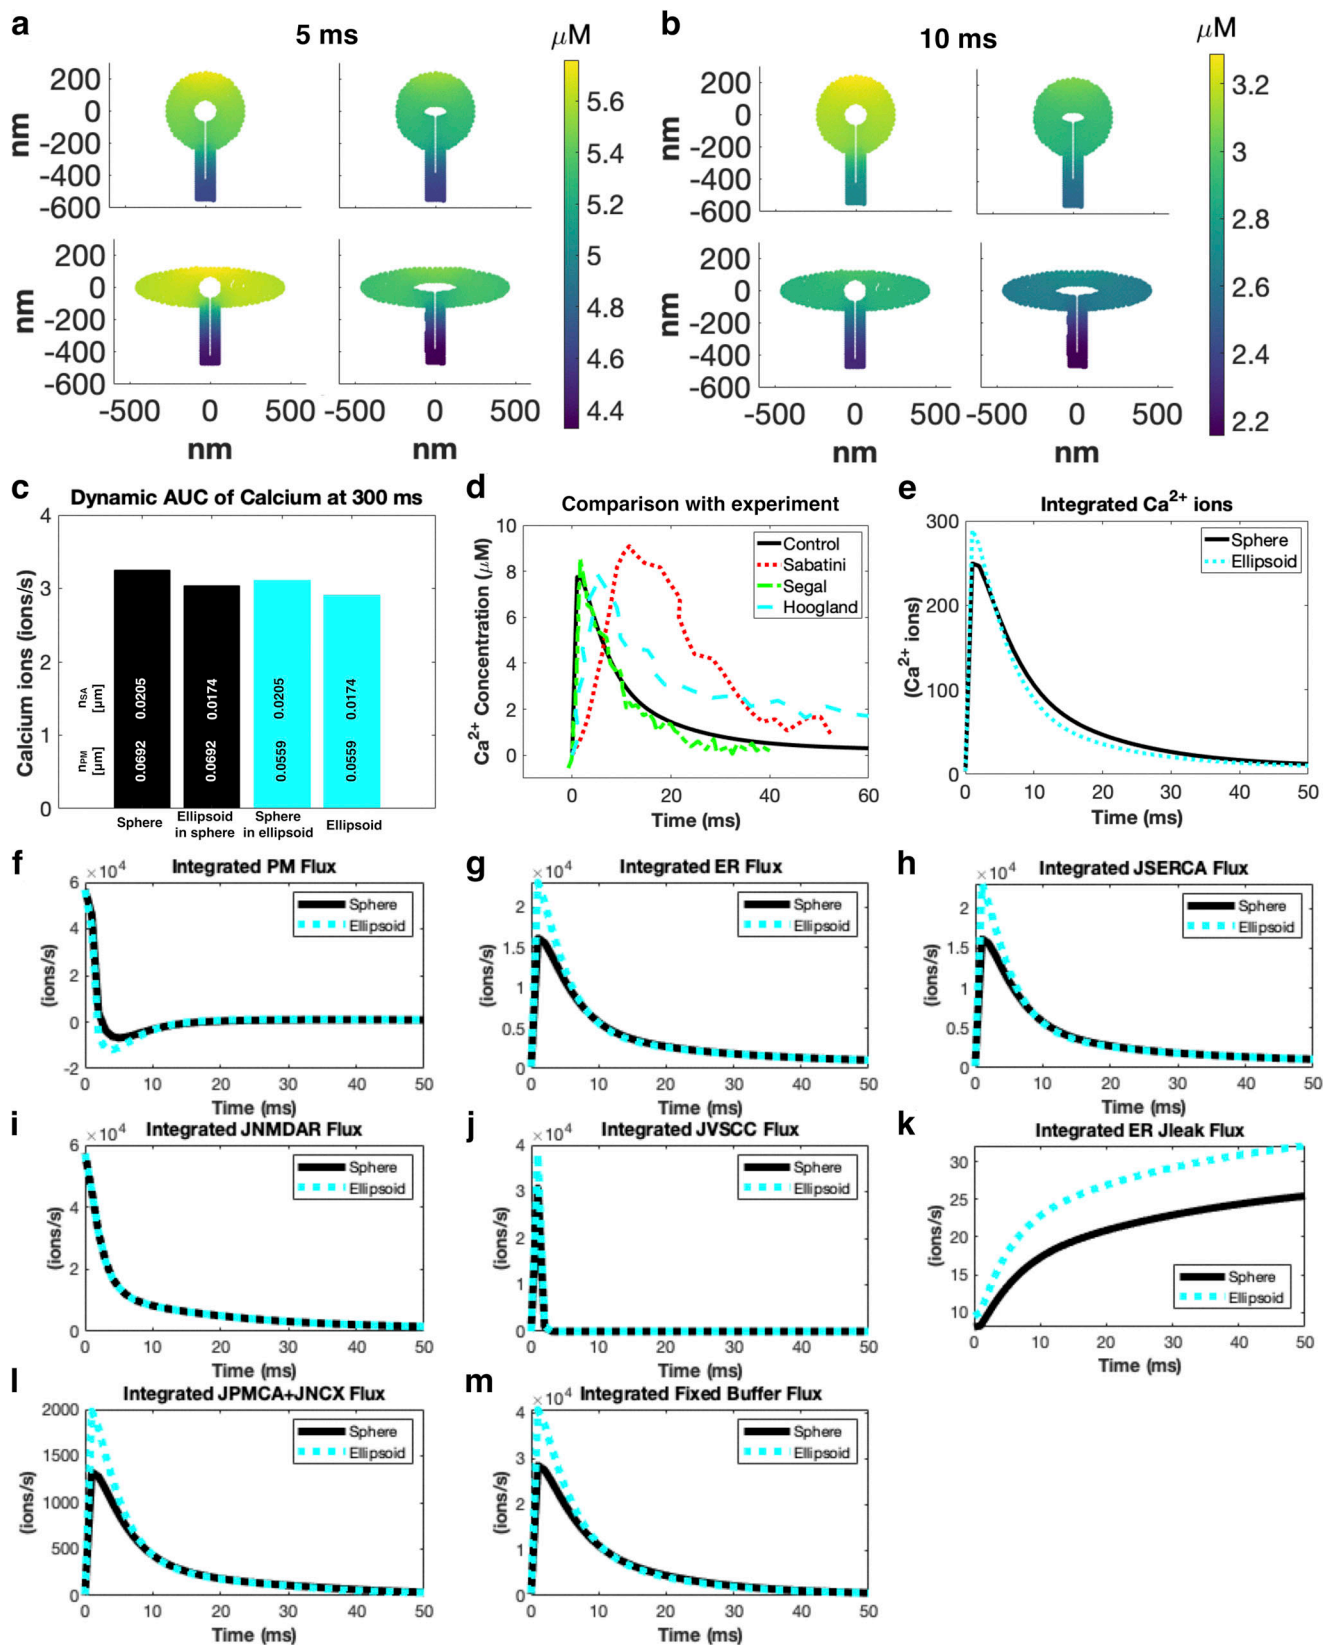 a
5 ms
μM
b
10 ms
μM
200
0
-200
-400
-600
nm
5.6
5.4
5.2
5
4.8
4.6
4.4
200
0
-200
-400
-600
nm
-500 0 500
nm
-500 0 500
nm
200
0
-200
-400
-600
nm
3.2
3
2.8
2.6
2.4
2.2
200
0
-200
-400
-600
nm
-500 0 500
nm
-500 0 500
nm
c
Dynamic AUC of Calcium at 300 ms
Calcium ions (ions/s)
4
3
2
1
0
nSA
[μm]
nPM
[μm]
0.0205
0.0692
0.0174
0.0692
0.0205
0.0559
0.0174
0.0559
Sphere
Ellipsoid
in sphere
Sphere
in ellipsoid
Ellipsoid
d
Comparison with experiment
Ca2+ Concentration (μM)
10
8
6
4
2
0
Control
Sabatini
Segal
Hoogland
0 20 40 60
Time (ms)
e
Integrated Ca2+ ions
(Ca2+ ions)
300
200
100
0
Sphere
Ellipsoid
0 10 20 30 40 50
Time (ms)
f
Integrated PM Flux
×104
(ions/s)
6
4
2
0
-2
Sphere
Ellipsoid
0 10 20 30 40 50
Time (ms)
g
Integrated ER Flux
×104
(ions/s)
2
1.5
1
0.5
0
Sphere
Ellipsoid
0 10 20 30 40 50
Time (ms)
h
Integrated JSERCA Flux
×104
(ions/s)
2
1.5
1
0.5
0
Sphere
Ellipsoid
0 10 20 30 40 50
Time (ms)
i
Integrated JNMDAR Flux
×104
(ions/s)
6
4
2
0
Sphere
Ellipsoid
0 10 20 30 40 50
Time (ms)
j
Integrated JVSCC Flux
×104
(ions/s)
4
3
2
1
0
Sphere
Ellipsoid
0 10 20 30 40 50
Time (ms)
k
Integrated ER Jleak Flux
(ions/s)
30
25
20
15
10
Sphere
Ellipsoid
0 10 20 30 40 50
Time (ms)
l
Integrated JPMCA+JNCX Flux
(ions/s)
2000
1500
1000
500
0
Sphere
Ellipsoid
0 10 20 30 40 50
Time (ms)
m
Integrated Fixed Buffer Flux
×104
(ions/s)
4
3
2
1
0
Sphere
Ellipsoid
0 10 20 30 40 50
Time (ms)